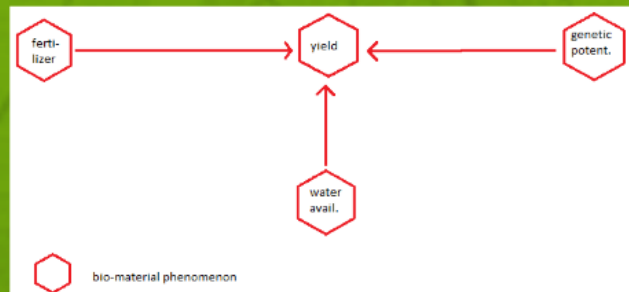 ferti-
lizer
yield
genetic
potent.
water
avail.
bio-material phenomenon